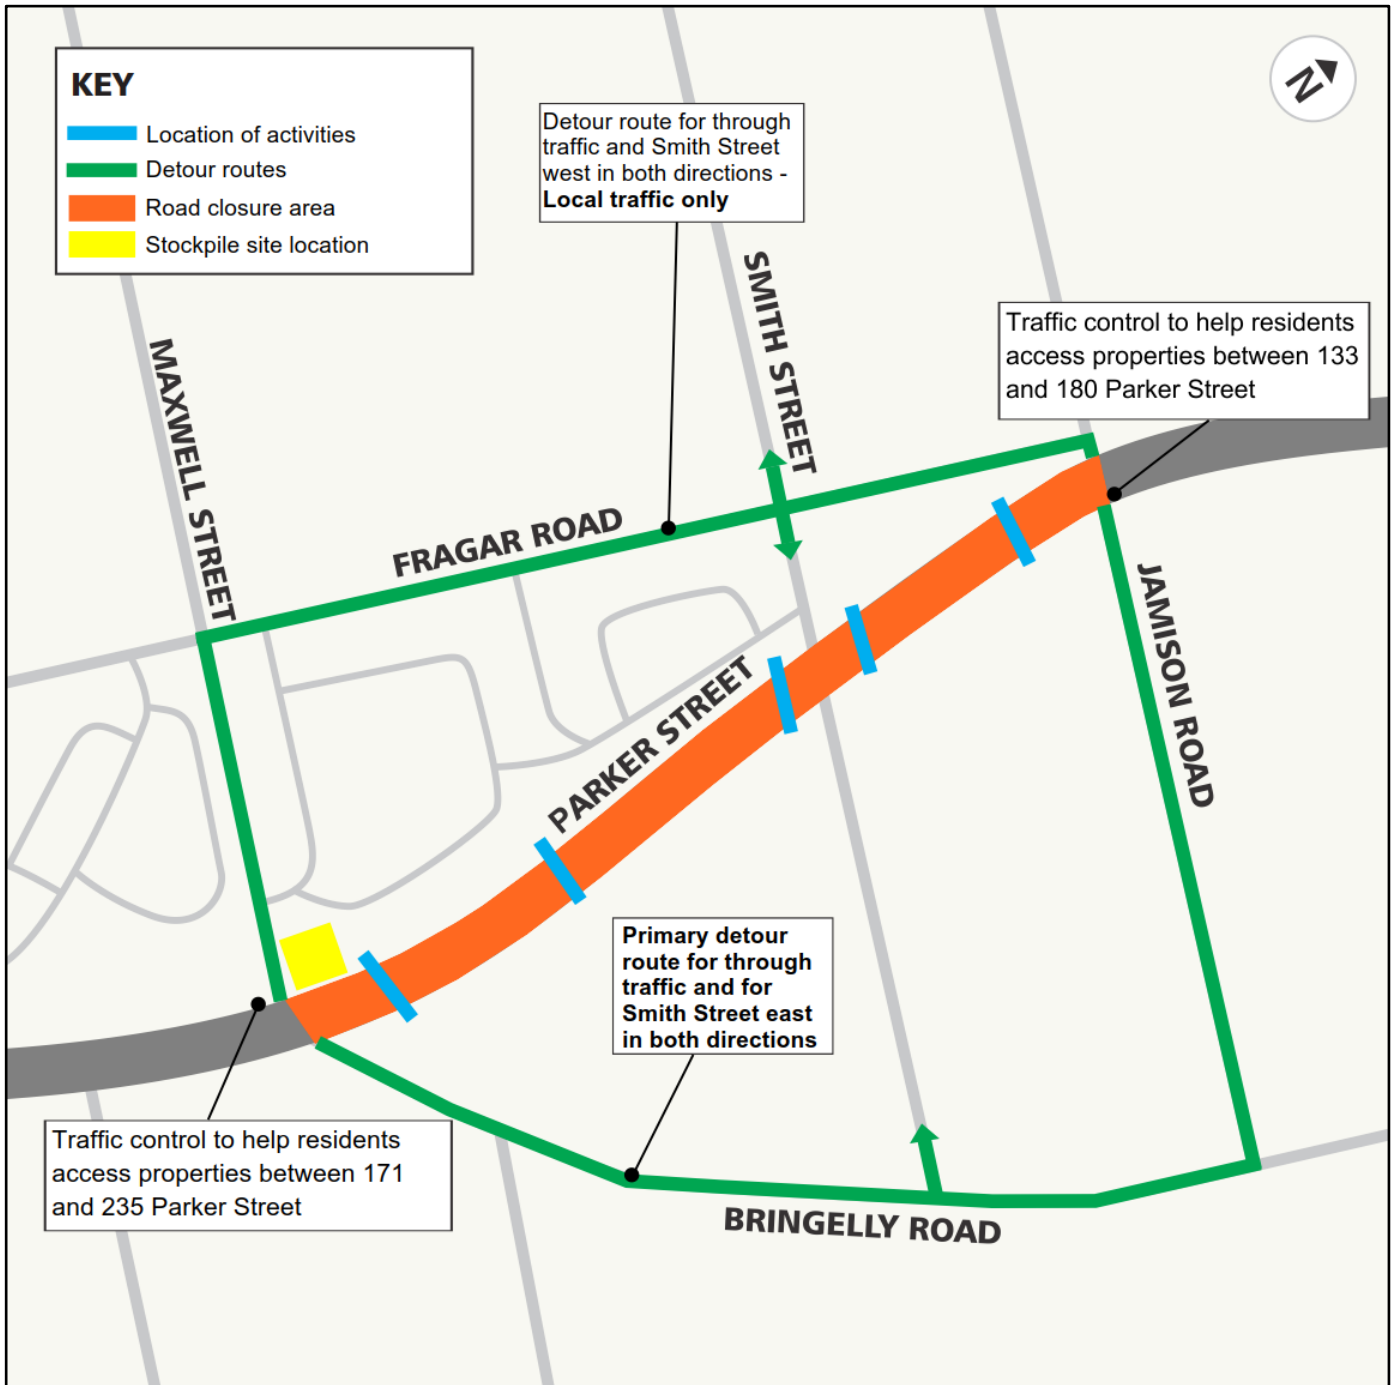 KEY
Location of activities
Detour routes
Road closure area
Stockpile site location
N
Detour route for through
traffic and Smith Street
west in both directions -
Local traffic only
SMITH STREET
Traffic control to help residents
access properties between 133
and 180 Parker Street
MAXWELL STREET
FRAGAR ROAD
JAMISON ROAD
PARKER STREET
Primary detour
route for through
traffic and for
Smith Street east
in both directions
Traffic control to help residents
access properties between 171
and 235 Parker Street
BRINGELLY ROAD